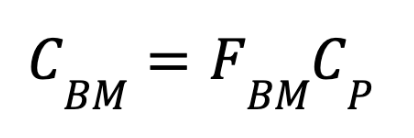 C_BM = F_BM C_P